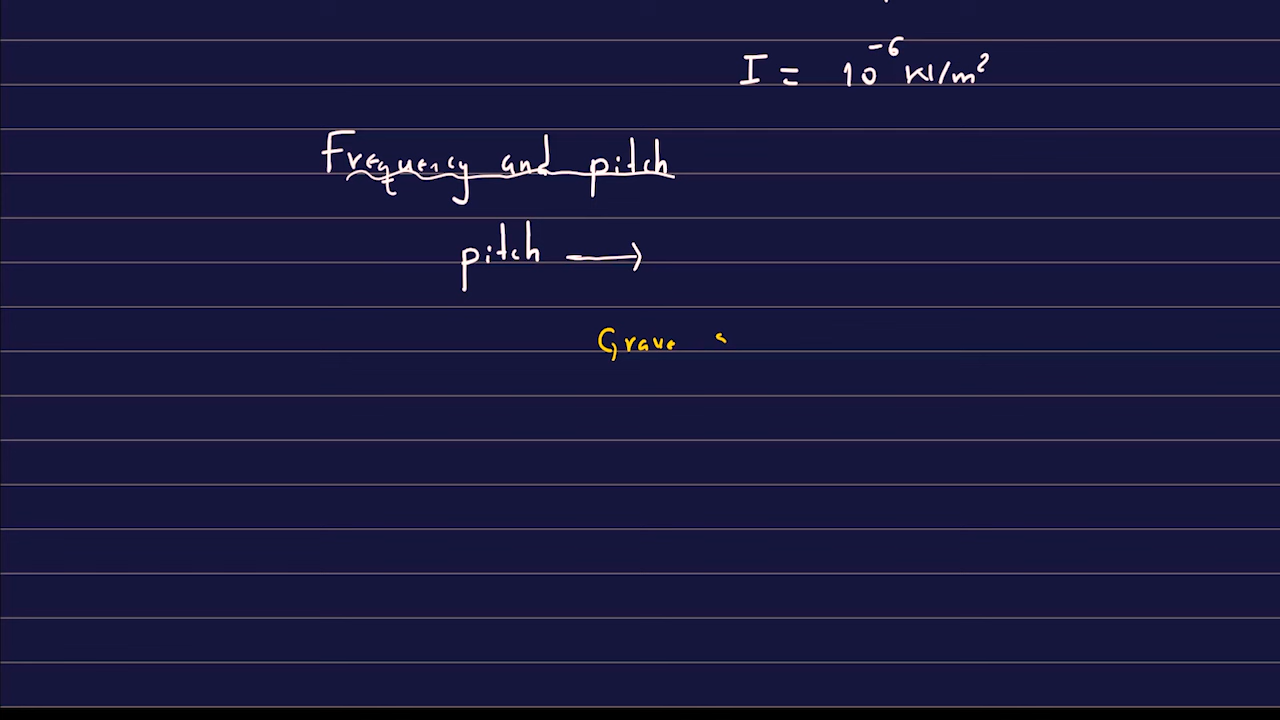 I = 10⁻⁶ W/m²
Frequency and pitch
pitch →
Grave s